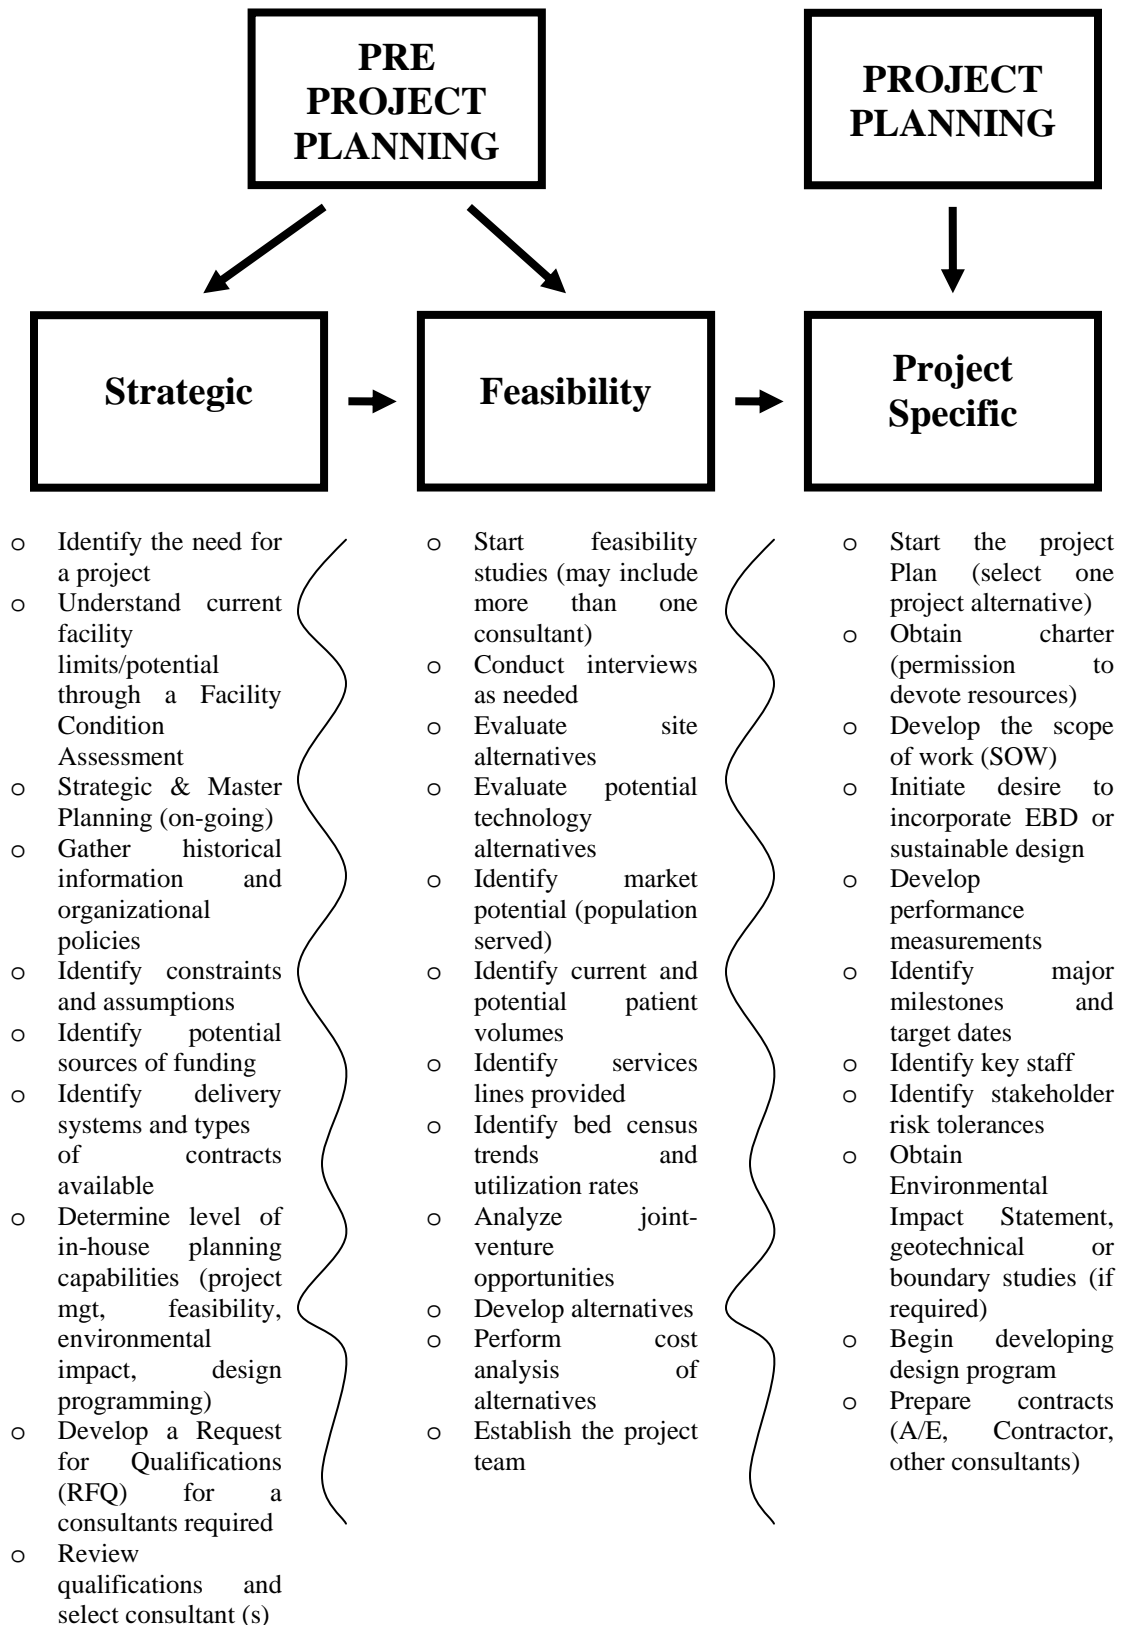 PRE
PROJECT
PLANNING
PROJECT
PLANNING
Strategic
Feasibility
Project
Specific
o Identify the need for
a project
o Understand current
facility
limits/potential
through a Facility
Condition
Assessment
o Strategic & Master
Planning (on-going)
o Gather historical
information and
organizational
policies
o Identify constraints
and assumptions
o Identify potential
sources of funding
o Identify delivery
systems and types
of contracts
available
o Determine level of
in-house planning
capabilities (project
mgt, feasibility,
environmental
impact, design
programming)
o Develop a Request
for Qualifications
(RFQ) for a
consultants required
o Review
qualifications and
select consultant (s)
o Start feasibility
studies (may include
more than one
consultant)
o Conduct interviews
as needed
o Evaluate site
alternatives
o Evaluate potential
technology
alternatives
o Identify market
potential (population
served)
o Identify current and
potential patient
volumes
o Identify services
lines provided
o Identify bed census
trends and
utilization rates
o Analyze joint-
venture
opportunities
o Develop alternatives
o Perform cost
analysis of
alternatives
o Establish the project
team
o Start the project
Plan (select one
project alternative)
o Obtain charter
(permission to
devote resources)
o Develop the scope
of work (SOW)
o Initiate desire to
incorporate EBD or
sustainable design
o Develop
performance
measurements
o Identify major
milestones and
target dates
o Identify key staff
o Identify stakeholder
risk tolerances
o Obtain
Environmental
Impact Statement,
geotechnical or
boundary studies (if
required)
o Begin developing
design program
o Prepare contracts
(A/E, Contractor,
other consultants)